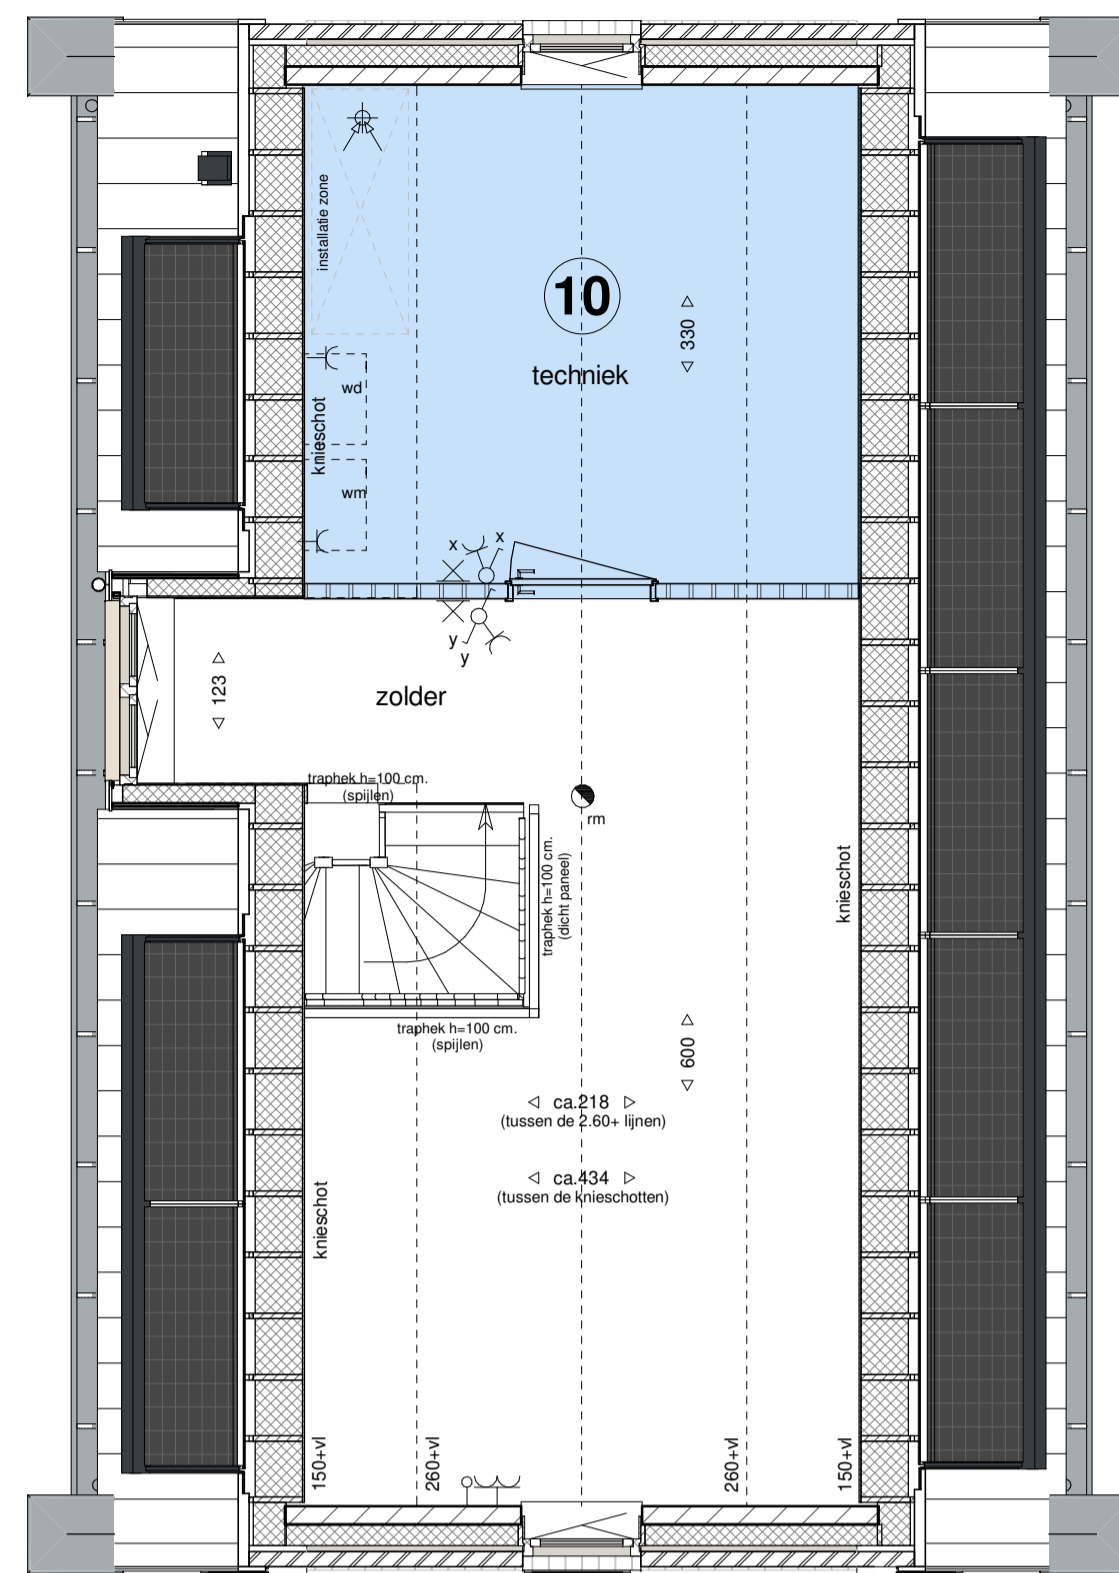 installatie zone
10
330
techniek
wd
knieschot
wm
x
x
y
y
123
zolder
traphek h=100 cm.
(spijlen)
rm
traphek h=100 cm.
(dicht paneel)
knieschot
traphek h=100 cm.
(spijlen)
600
ca.218
(tussen de 2.60+ lijnen)
ca.434
(tussen de knieschotten)
knieschot
150+vl
260+vl
260+vl
150+vl